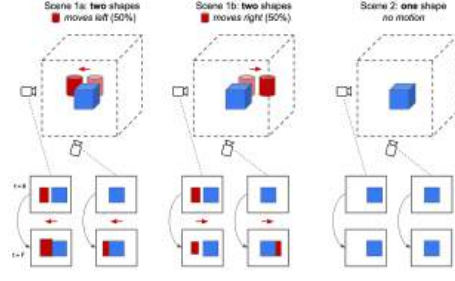 Scene 1a: two shapes
moves left (50%)
Scene 1b: two shapes
moves right (50%)
Scene 2: one shape
no motion
t = 0
t = T